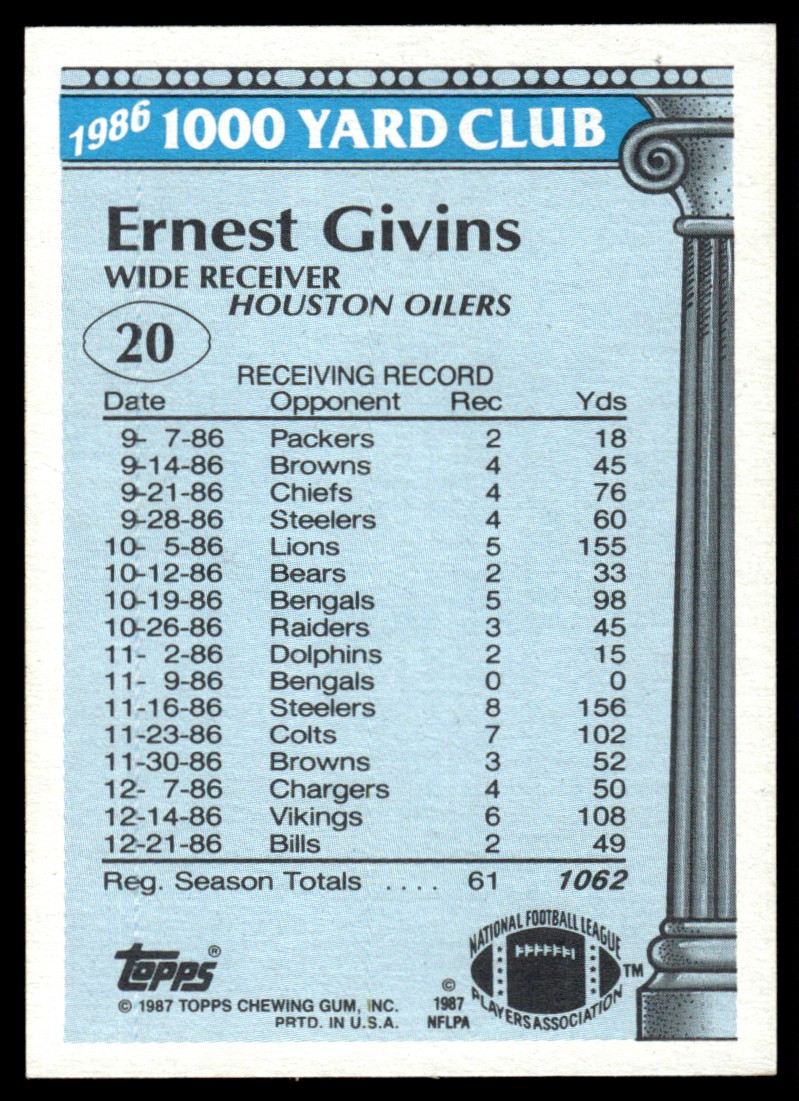 1986 1000 YARD CLUB
Ernest Givins
WIDE RECEIVER
HOUSTON OILERS
20
RECEIVING RECORD
Date Opponent Rec Yds
9- 7-86 Packers 2 18
9-14-86 Browns 4 45
9-21-86 Chiefs 4 76
9-28-86 Steelers 4 60
10- 5-86 Lions 5 155
10-12-86 Bears 2 33
10-19-86 Bengals 5 98
10-26-86 Raiders 3 45
11- 2-86 Dolphins 2 15
11- 9-86 Bengals 0 0
11-16-86 Steelers 8 156
11-23-86 Colts 7 102
11-30-86 Browns 3 52
12- 7-86 Chargers 4 50
12-14-86 Vikings 6 108
12-21-86 Bills 2 49
Reg. Season Totals .... 61 1062
topps®
© 1987 TOPPS CHEWING GUM, INC.
PRTD. IN U.S.A.
© 1987 NFLPA
NATIONAL FOOTBALL LEAGUE
PLAYERS ASSOCIATION
TM